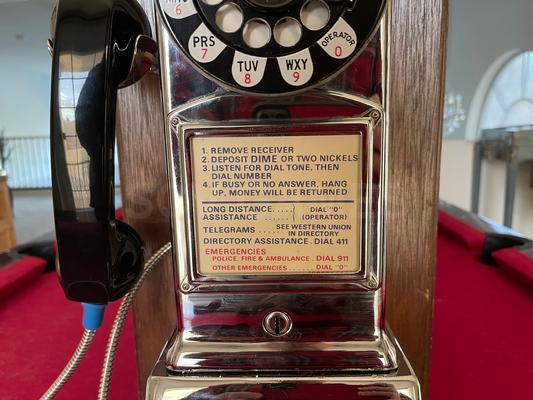 MNO
6
PRS
7
TUV
8
WXY
9
OPERATOR
0
1. REMOVE RECEIVER
2. DEPOSIT DIME OR TWO NICKELS
3. LISTEN FOR DIAL TONE, THEN
DIAL NUMBER
4. IF BUSY OR NO ANSWER, HANG
UP, MONEY WILL BE RETURNED
LONG DISTANCE..... DIAL "O"
ASSISTANCE ...... (OPERATOR)
TELEGRAMS..... SEE WESTERN UNION
IN DIRECTORY
DIRECTORY ASSISTANCE . DIAL 411
EMERGENCIES
POLICE, FIRE & AMBULANCE . DIAL 911
OTHER EMERGENCIES ........ DIAL "O"